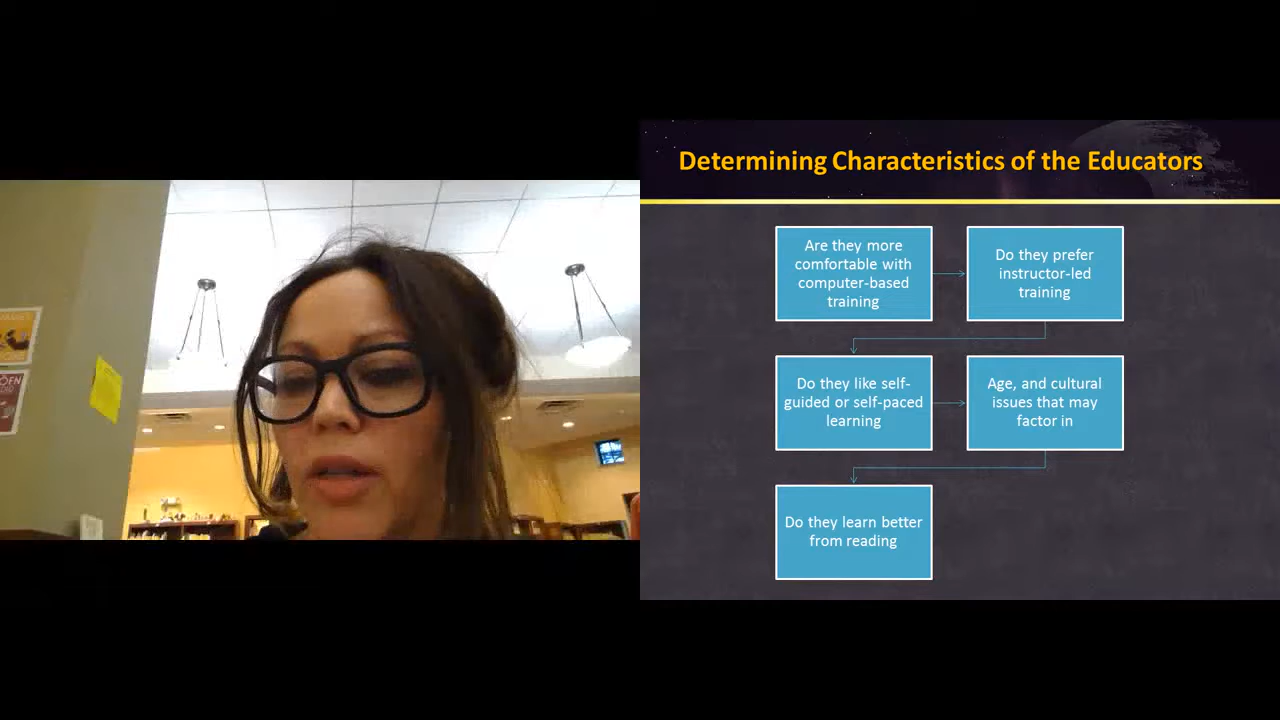 Determining Characteristics of the Educators
Are they more
comfortable with
computer-based
training
Do they prefer
instructor-led
training
Do they like self-
guided or self-paced
learning
Age, and cultural
issues that may
factor in
Do they learn better
from reading